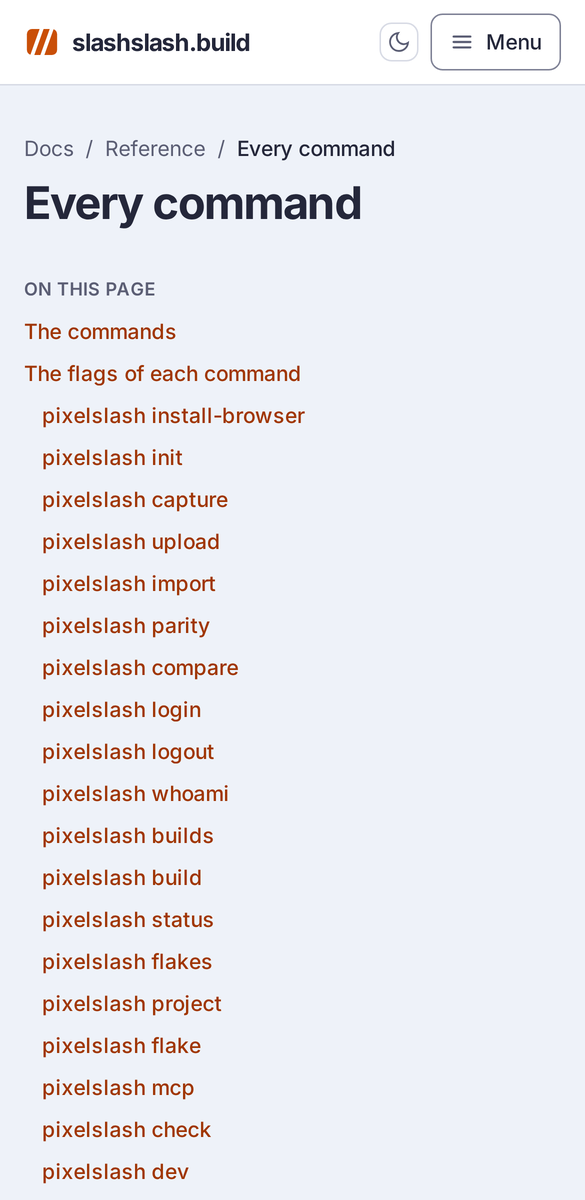 slashslash.build
Menu
Docs / Reference / Every command
Every command
ON THIS PAGE
The commands
The flags of each command
pixelslash install-browser
pixelslash init
pixelslash capture
pixelslash upload
pixelslash import
pixelslash parity
pixelslash compare
pixelslash login
pixelslash logout
pixelslash whoami
pixelslash builds
pixelslash build
pixelslash status
pixelslash flakes
pixelslash project
pixelslash flake
pixelslash mcp
pixelslash check
pixelslash dev